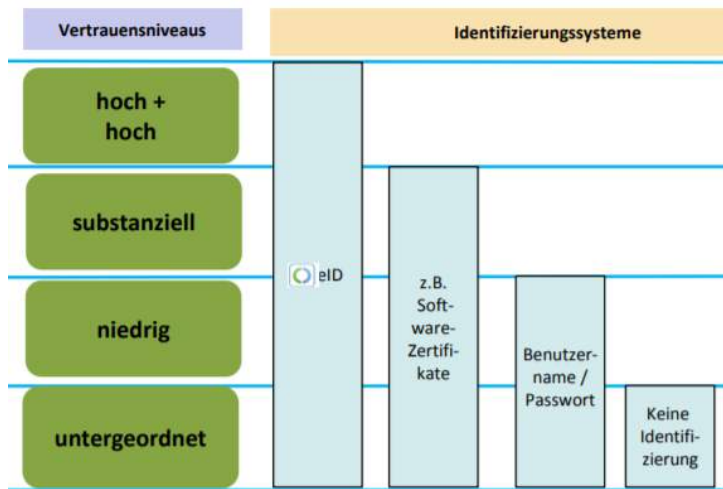 Vertrauensniveaus
Identifizierungssysteme
hoch +
hoch
substanziell
niedrig
untergeordnet
eID
z.B.
Soft-
ware-
Zertifi-
kate
Benutzer-
name /
Passwort
Keine
Identifi-
zierung